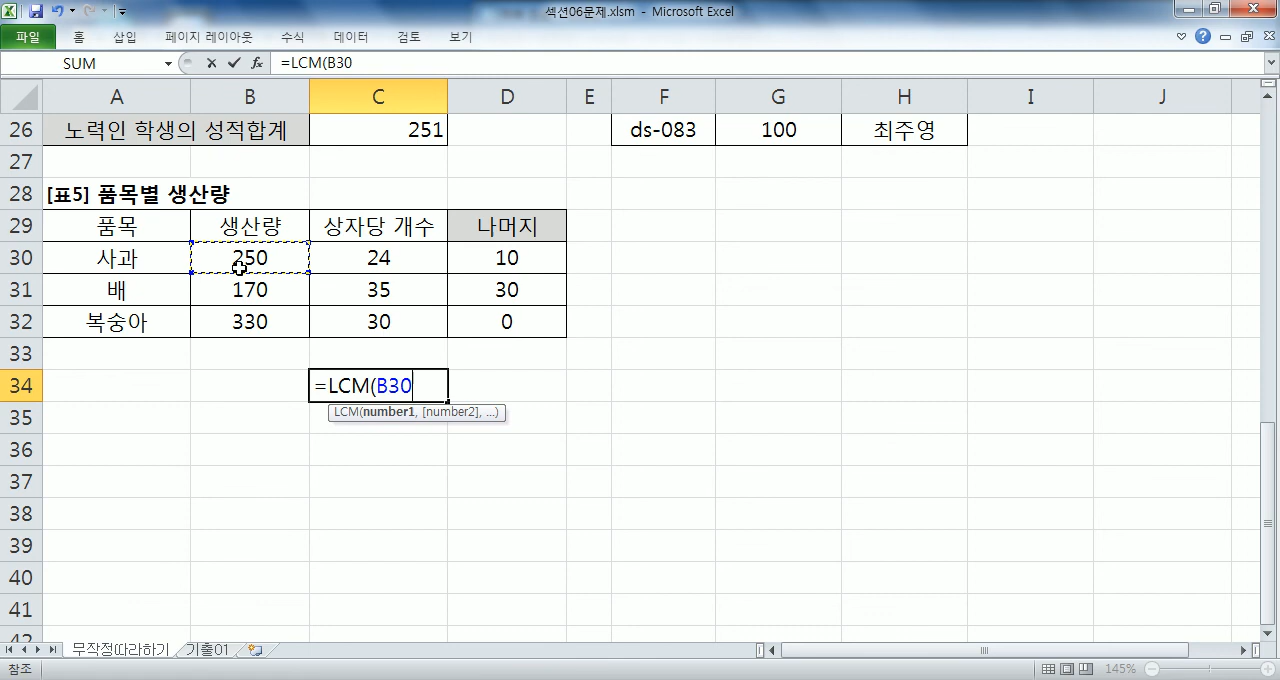 섹션06문제.xlsm - Microsoft Excel
파일 홈 삽입 페이지 레이아웃 수식 데이터 검토 보기
SUM fx =LCM(B30
A B C D E F G H I J
26 노력인 학생의 성적합계 251 ds-083 100 최주영
27
28 [표5] 품목별 생산량
29 품목 생산량 상자당 개수 나머지
30 사과 250 24 10
31 배 170 35 30
32 복숭아 330 30 0
33
34 =LCM(B30
LCM(number1, [number2], ...)
35
36
37
38
39
40
41
42
무작정따라하기 기출01
참조 145%